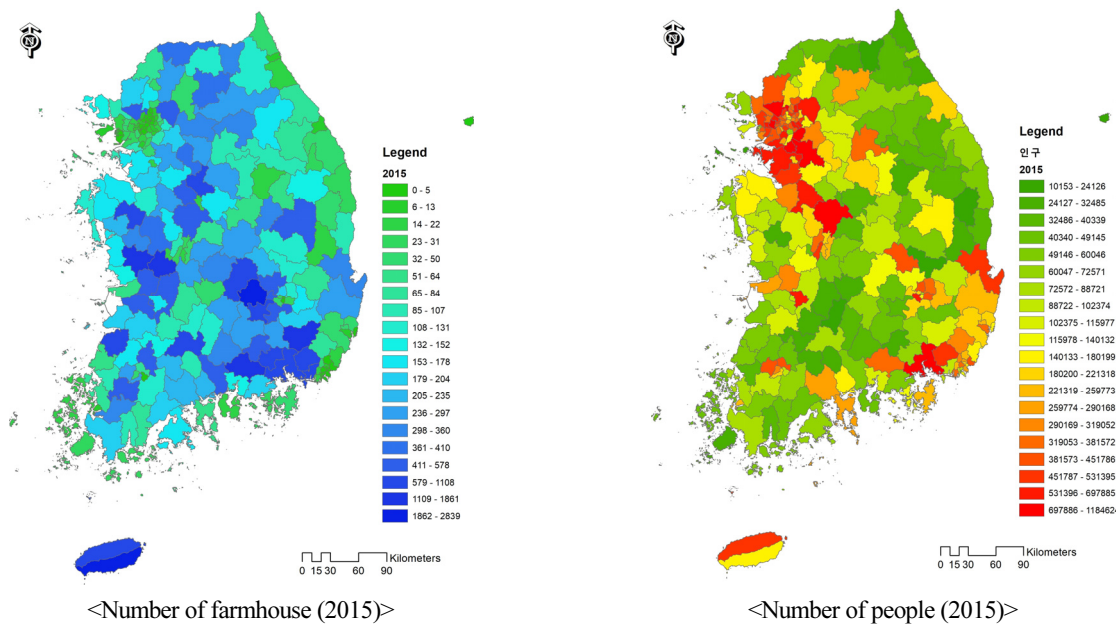 N
Legend
2015
0 - 5
6 - 13
14 - 22
23 - 31
32 - 50
51 - 64
65 - 84
85 - 107
108 - 131
132 - 152
153 - 178
179 - 204
205 - 235
236 - 297
298 - 360
361 - 410
411 - 578
579 - 1108
1109 - 1861
1862 - 2839
Kilometers
0 15 30 60 90
<Number of farmhouse (2015)>
N
Legend
인구
2015
10153 - 24126
24127 - 32485
32486 - 40339
40340 - 49145
49146 - 60046
60047 - 72571
72572 - 88721
88722 - 102374
102375 - 115977
115978 - 140132
140133 - 180199
180200 - 221318
221319 - 259773
259774 - 290168
290169 - 319052
319053 - 381572
381573 - 451786
451787 - 531395
531396 - 697885
697886 - 1184624
Kilometers
0 15 30 60 90
<Number of people (2015)>